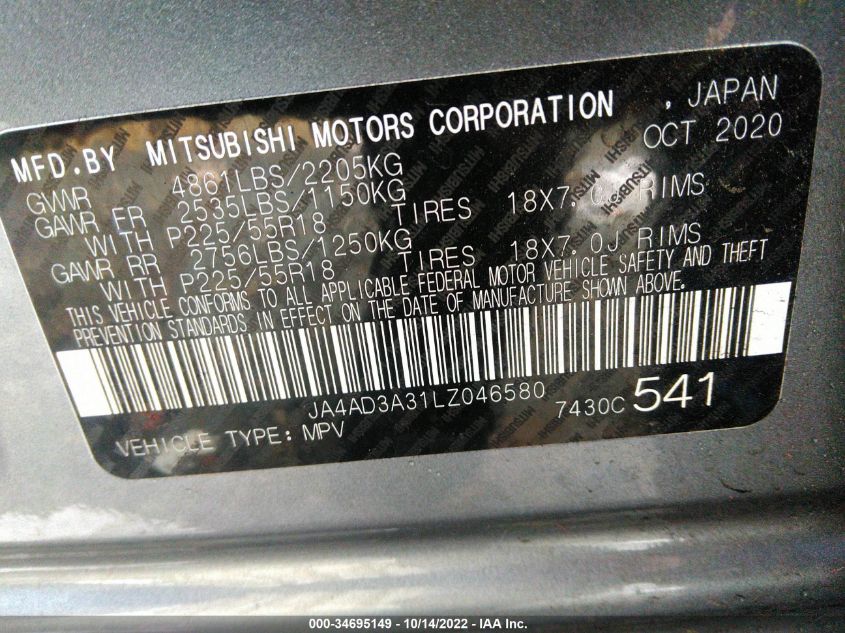 MFD.BY MITSUBISHI MOTORS CORPORATION , JAPAN
OCT 2020
GVWR 4861LBS/2205KG
GAWR FR 2535LBS/1150KG
WITH P225/55R18 TIRES 18X7. J RIMS
GAWR RR 2756LBS/1250KG
WITH P225/55R18 TIRES 18X7.0J RIMS
THIS VEHICLE CONFORMS TO ALL APPLICABLE FEDERAL MOTOR VEHICLE SAFETY AND THEFT
PREVENTION STANDARDS IN EFFECT ON THE DATE OF MANUFACTURE SHOWN ABOVE.
JA4AD3A31LZ046580 7430C 541
VEHICLE TYPE: MPV
000-34695149 - 10/14/2022 - IAA Inc.